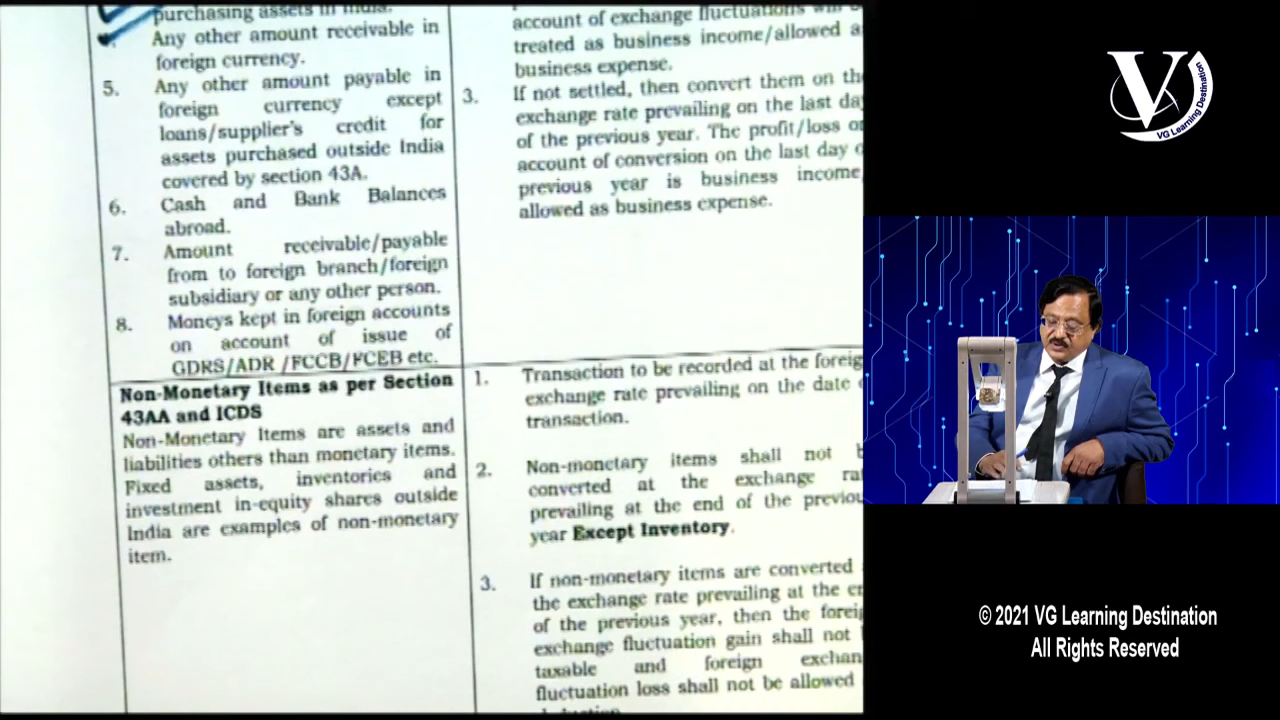 purchasing assets in India.
Any other amount receivable in
foreign currency.
5. Any other amount payable in
foreign currency except
loans/supplier's credit for
assets purchased outside India
covered by section 43A.
6. Cash and Bank Balances
abroad.
7. Amount receivable/payable
from to foreign branch/foreign
subsidiary or any other person.
8. Moneys kept in foreign accounts
on account of issue of
GDRS/ADR /FCCB/FCEB etc.
account of exchange fluctuations will
treated as business income/allowed a
business expense.
3. If not settled, then convert them on th
exchange rate prevailing on the last da
of the previous year. The profit/loss o
account of conversion on the last day o
previous year is business income
allowed as business expense.
Non-Monetary Items as per Section
43AA and ICDS
Non-Monetary Items are assets and
liabilities others than monetary items.
Fixed assets, inventories and
investment in-equity shares outside
India are examples of non-monetary
item.
1. Transaction to be recorded at the foreig
exchange rate prevailing on the date o
transaction.
2. Non-monetary items shall not b
converted at the exchange ra
prevailing at the end of the previou
year Except Inventory.
3. If non-monetary items are converted
the exchange rate prevailing at the e
of the previous year, then the foreig
exchange fluctuation gain shall not
taxable and foreign exchan
fluctuation loss shall not be allowed
V
VG Learning Destination
© 2021 VG Learning Destination
All Rights Reserved